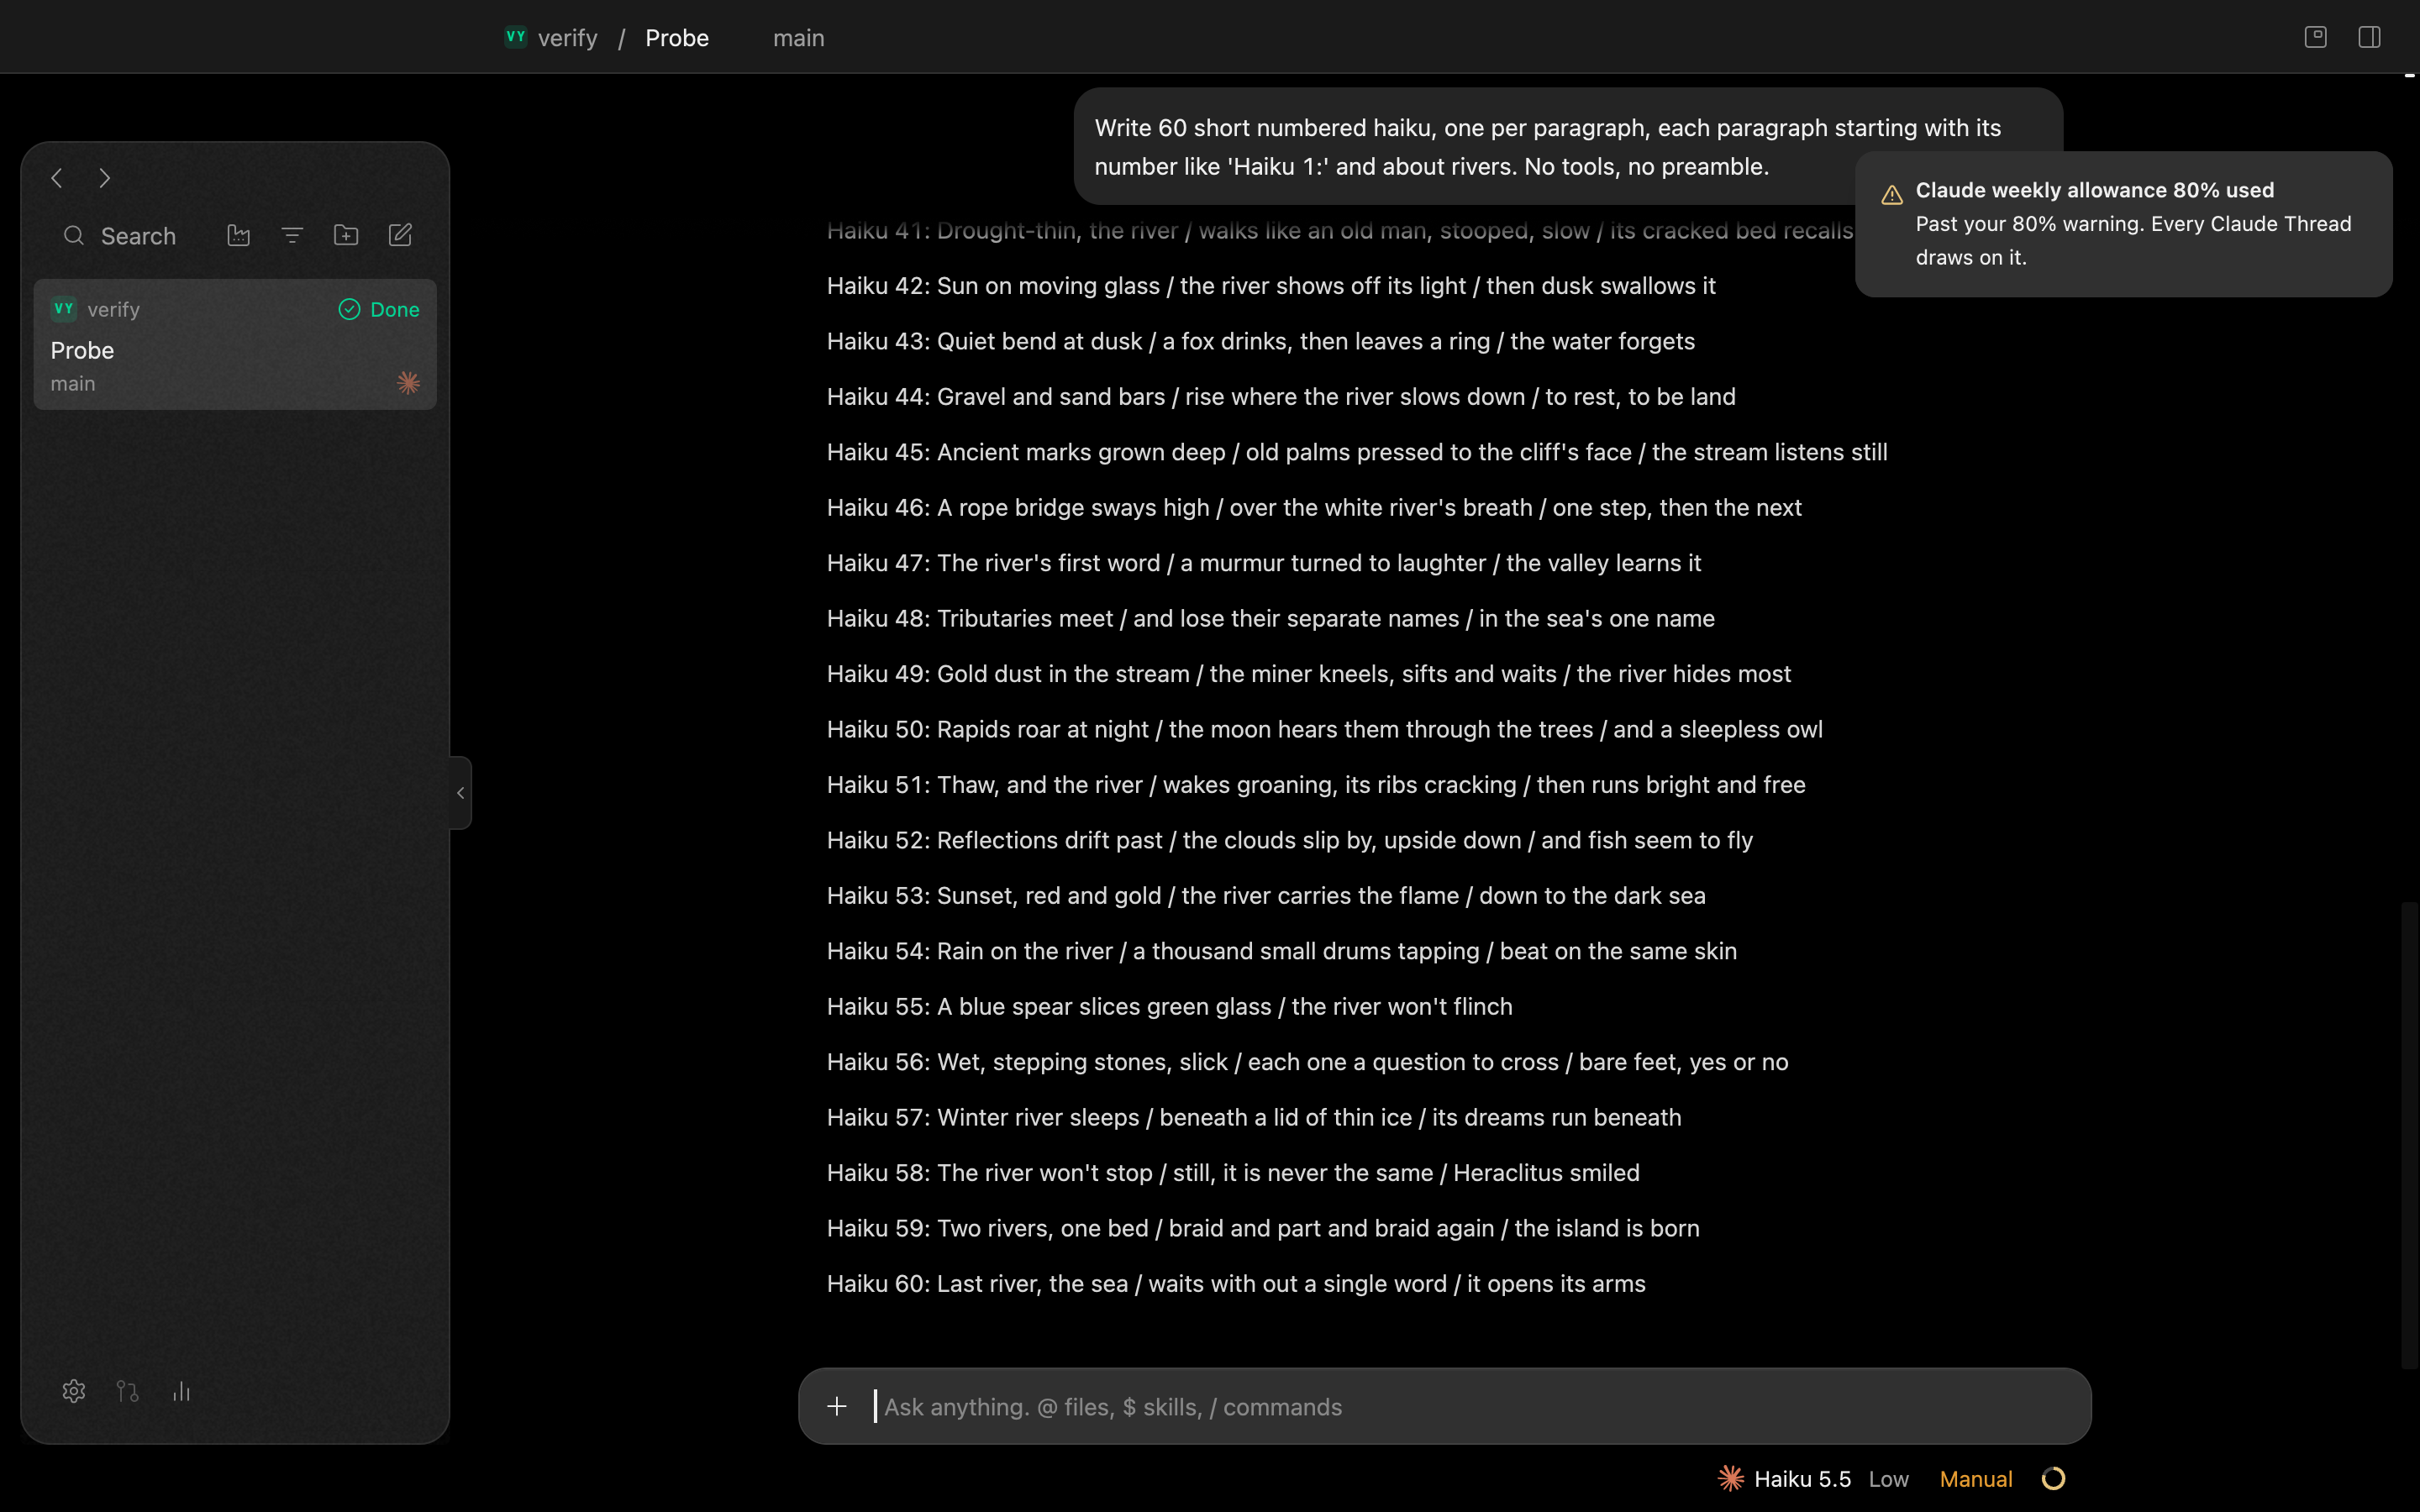 VY verify / Probe main
Write 60 short numbered haiku, one per paragraph, each paragraph starting with its
number like 'Haiku 1:' and about rivers. No tools, no preamble.
Claude weekly allowance 80% used
Past your 80% warning. Every Claude Thread
draws on it.
Search
VY verify Done
Probe
main
Haiku 41: Drought-thin, the river / walks like an old man, stooped, slow / its cracked bed recalls
Haiku 42: Sun on moving glass / the river shows off its light / then dusk swallows it
Haiku 43: Quiet bend at dusk / a fox drinks, then leaves a ring / the water forgets
Haiku 44: Gravel and sand bars / rise where the river slows down / to rest, to be land
Haiku 45: Ancient marks grown deep / old palms pressed to the cliff's face / the stream listens still
Haiku 46: A rope bridge sways high / over the white river's breath / one step, then the next
Haiku 47: The river's first word / a murmur turned to laughter / the valley learns it
Haiku 48: Tributaries meet / and lose their separate names / in the sea's one name
Haiku 49: Gold dust in the stream / the miner kneels, sifts and waits / the river hides most
Haiku 50: Rapids roar at night / the moon hears them through the trees / and a sleepless owl
Haiku 51: Thaw, and the river / wakes groaning, its ribs cracking / then runs bright and free
Haiku 52: Reflections drift past / the clouds slip by, upside down / and fish seem to fly
Haiku 53: Sunset, red and gold / the river carries the flame / down to the dark sea
Haiku 54: Rain on the river / a thousand small drums tapping / beat on the same skin
Haiku 55: A blue spear slices green glass / the river won't flinch
Haiku 56: Wet, stepping stones, slick / each one a question to cross / bare feet, yes or no
Haiku 57: Winter river sleeps / beneath a lid of thin ice / its dreams run beneath
Haiku 58: The river won't stop / still, it is never the same / Heraclitus smiled
Haiku 59: Two rivers, one bed / braid and part and braid again / the island is born
Haiku 60: Last river, the sea / waits with out a single word / it opens its arms
Ask anything. @ files, $ skills, / commands
Haiku 5.5 Low Manual